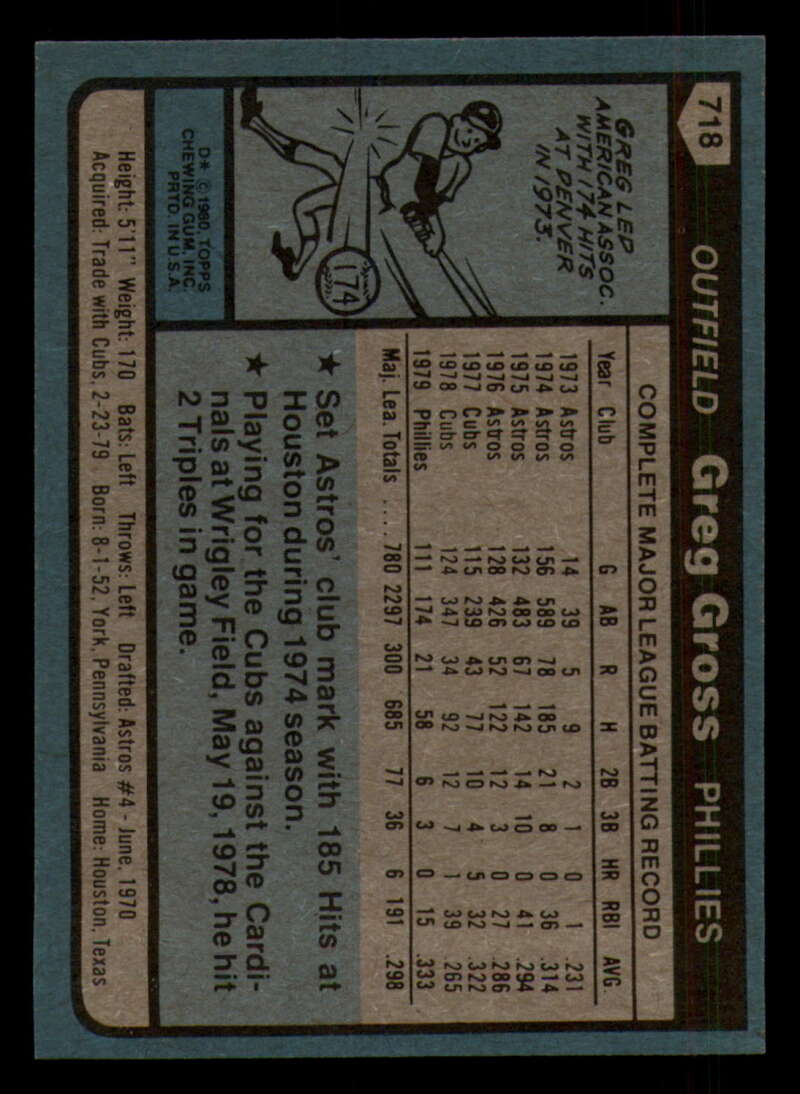 718 OUTFIELD Greg Gross PHILLIES
GREG LED
AMERICAN ASSOC.
WITH 174 HITS
AT DENVER
IN 1973.
174
D* © 1980, TOPPS
CHEWING GUM, INC.
PRTD. IN U.S.A.
COMPLETE MAJOR LEAGUE BATTING RECORD
Year Club G AB R H 2B 3B HR RBI AVG.
1973 Astros 14 39 5 9 2 1 0 1 .231
1974 Astros 156 589 78 185 21 8 0 36 .314
1975 Astros 132 483 67 142 14 10 0 41 .294
1976 Astros 128 426 52 122 12 3 0 27 .286
1977 Cubs 115 239 43 77 10 4 5 32 .322
1978 Cubs 124 347 34 92 12 7 1 39 .265
1979 Phillies 111 174 21 58 6 3 0 15 .333
Maj. Lea. Totals .... 780 2297 300 685 77 36 6 191 .298
★ Set Astros' club mark with 185 Hits at
Houston during 1974 season.
★ Playing for the Cubs against the Cardi-
nals at Wrigley Field, May 19, 1978, he hit
2 Triples in game.
Height: 5'11" Weight: 170 Bats: Left Throws: Left Drafted: Astros #4 - June, 1970
Acquired: Trade with Cubs, 2-23-79 Born: 8-1-52, York, Pennsylvania Home: Houston, Texas